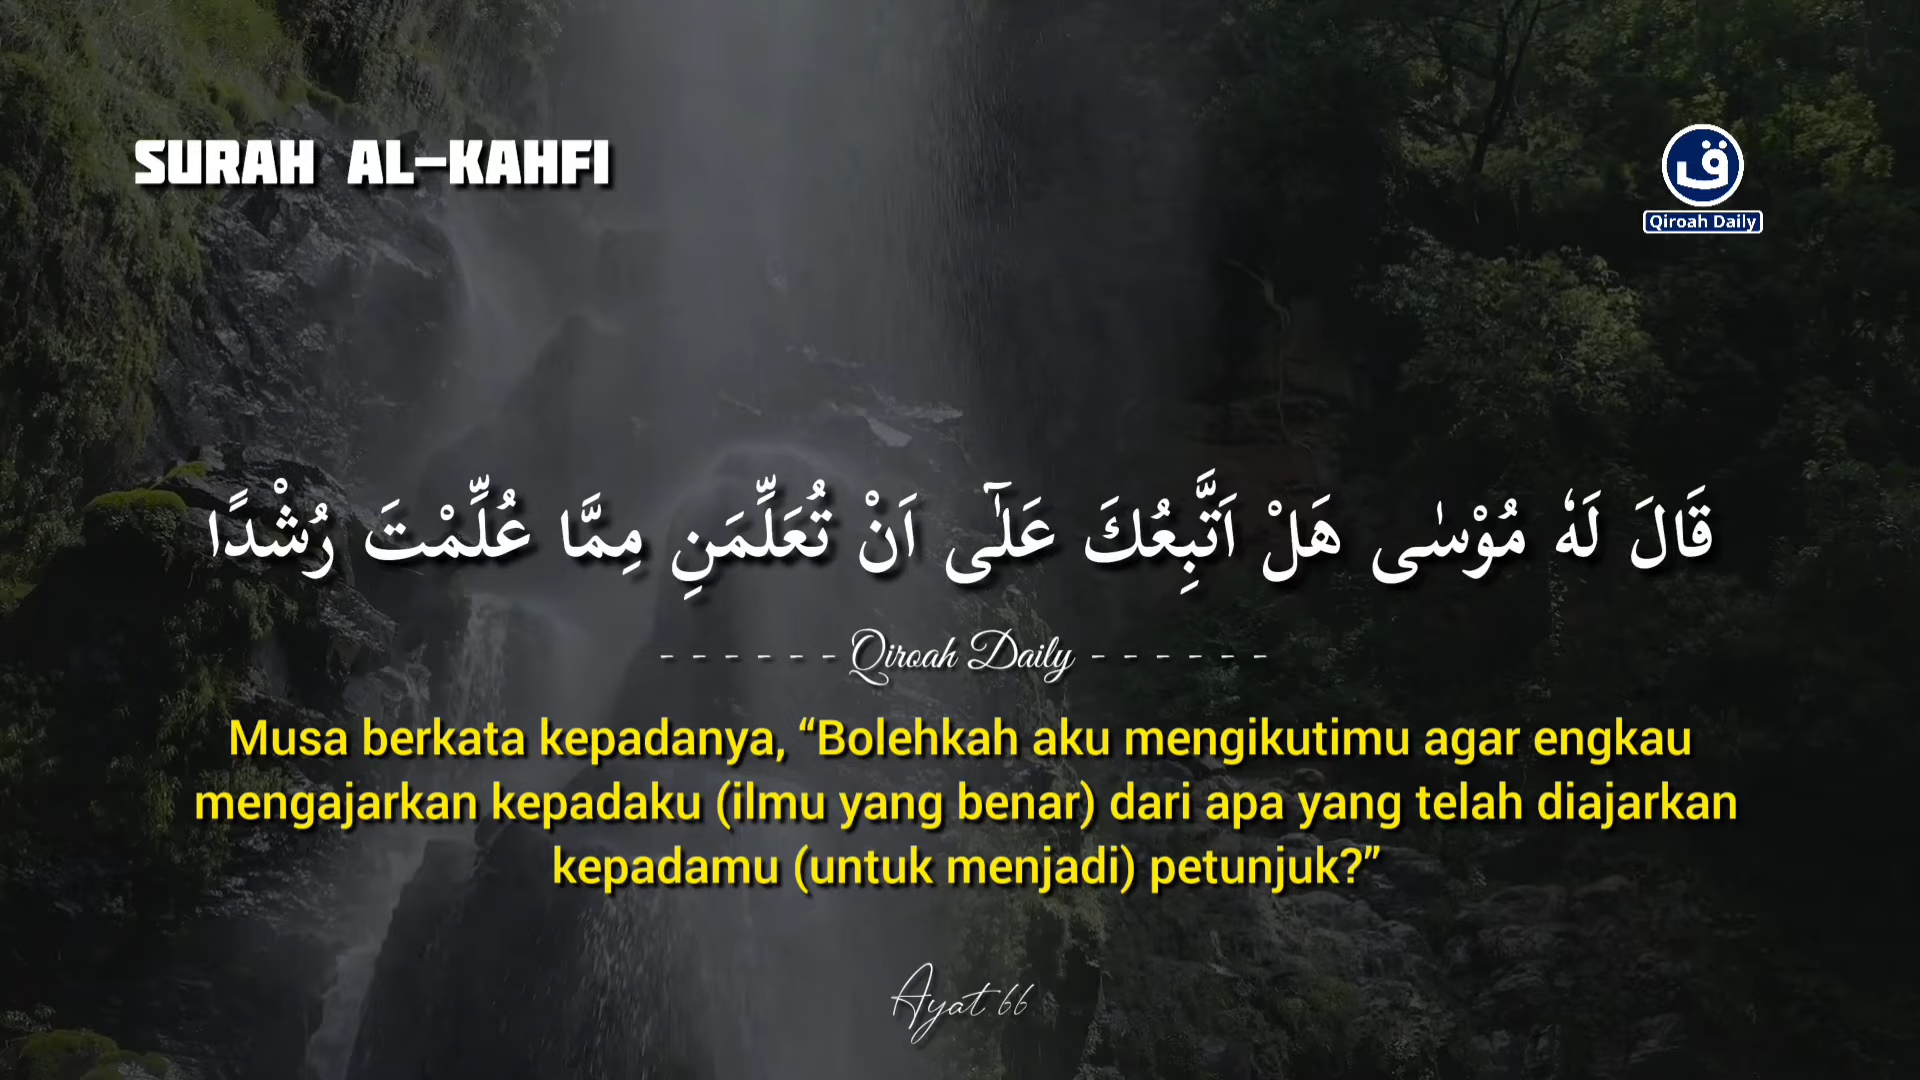 SURAH AL-KAHFI
ق
Qiroah Daily
قَالَ لَهٗ مُوْسٰى هَلْ اَتَّبِعُكَ عَلٰٓى اَنْ تُعَلِّمَنِ مِمَّا عُلِّمْتَ رُشْدًا
- - - - - - Qiroah Daily - - - - - -
Musa berkata kepadanya, “Bolehkah aku mengikutimu agar engkau
mengajarkan kepadaku (ilmu yang benar) dari apa yang telah diajarkan
kepadamu (untuk menjadi) petunjuk?”
Ayat 66